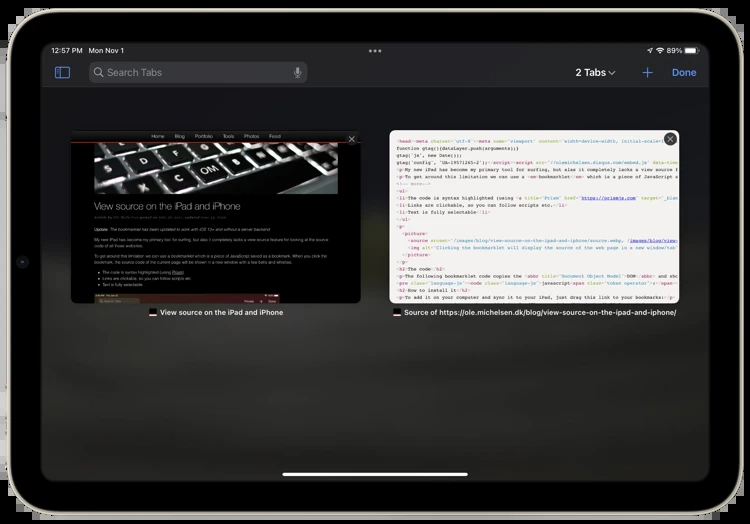 12:57 PM Mon Nov 1
89%
Search Tabs
2 Tabs
Done
Home Blog Portfolio Tools Photos Feed
View source on the iPad and iPhone
Update: The bookmarklet has been updated to work with iOS 13+ and without a server backend
My new iPad has become my primary tool for surfing, but alas it completely lacks a view source feature for looking at the source
code of all those websites.
To get around this limitation we can use a bookmarklet which is a piece of JavaScript saved as a bookmark. When you click the
bookmark, the source code of the current page will be shown in a new window with a few bells and whistles:
The code is syntax highlighted (using Prism)
Links are clickable, so you can follow scripts etc.
Text is fully selectable
View source on the iPad and iPhone
<head><meta charset="utf-8"><meta name="viewport" content="width=device-width, initial-scale=1
function gtag(){dataLayer.push(arguments)}
gtag('js', new Date());
gtag('config', 'UA-19571265-2');</script><script src="//olemichelsen.disqus.com/embed.js" data-time
<p>My new iPad has become my primary tool for surfing, but alas it completely lacks a view source f
<p>To get around this limitation we can use a <em>bookmarklet</em> which is a piece of JavaScript s
<!-- more-->
<ul>
<li>The code is syntax highlighted (using <a title="Prism" href="https://prismjs.com" target="_bla
<li>Links are clickable, so you can follow scripts etc.</li>
<li>Text is fully selectable</li>
</ul>
<p>
<picture>
<source srcset="/images/blog/view-source-on-the-ipad-and-iphone/source.webp, /images/blog/view-
<img alt="Clicking the bookmarklet will display the source of the web page in a new window"
</picture>
</p>
<h2>The code</h2>
<p>The following bookmarklet code copies the <abbr title="Document Object Model">DOM</abbr> and
<pre class="language-js"><code class="language-js">javascript<span class="token operator">:</span>
<h2>How to install it</h2>
<p>To add it on your computer and sync it to your iPad, just drag this link to your bookmarks:</p>
Source of https://ole.michelsen.dk/blog/view-source-on-the-ipad-and-iphone/